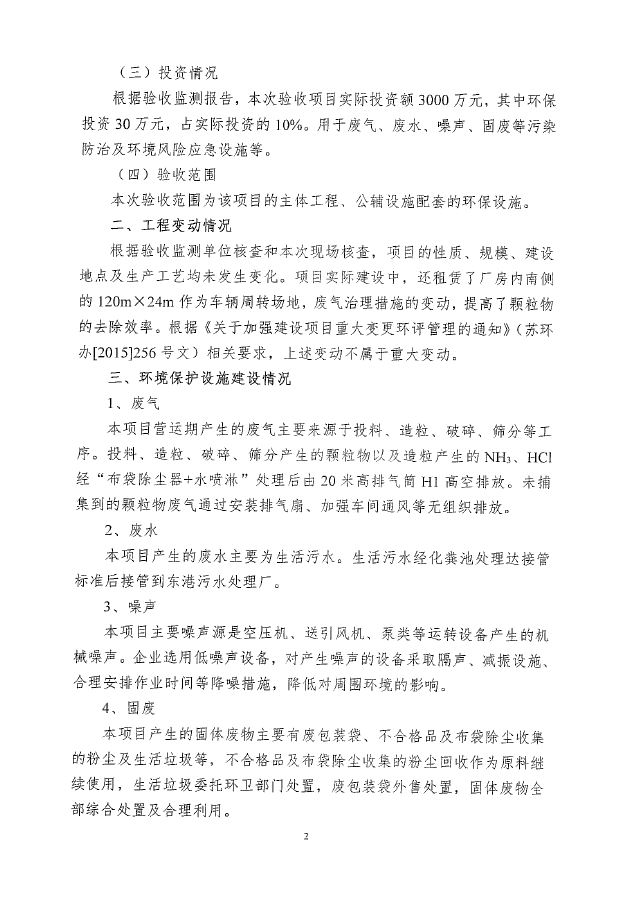 （三）投资情况
根据验收监测报告，本次验收项目实际投资额 3000 万元，其中环保
投资 30 万元，占实际投资的 10%。用于废气、废水、噪声、固废等污染
防治及环境风险应急设施等。
（四）验收范围
本次验收范围为该项目的主体工程、公辅设施配套的环保设施。
二、工程变动情况
根据验收监测单位核查和本次现场核查，项目的性质、规模、建设
地点及生产工艺均未发生变化。项目实际建设中，还租赁了厂房内南侧
的 120m×24m 作为车辆周转场地，废气治理措施的变动，提高了颗粒物
的去除效率。根据《关于加强建设项目重大变更环评管理的通知》（苏环
办[2015]256 号文）相关要求，上述变动不属于重大变动。
三、环境保护设施建设情况
1、废气
本项目营运期产生的废气主要来源于投料、造粒、破碎、筛分等工
序。投料、造粒、破碎、筛分产生的颗粒物以及造粒产生的 NH₃、HCl
经“布袋除尘器+水喷淋”处理后由 20 米高排气筒 H1 高空排放。未捕
集到的颗粒物废气通过安装排气扇、加强车间通风等无组织排放。
2、废水
本项目产生的废水主要为生活污水。生活污水经化粪池处理达接管
标准后接管到东港污水处理厂。
3、噪声
本项目主要噪声源是空压机、送引风机、泵类等运转设备产生的机
械噪声。企业选用低噪声设备，对产生噪声的设备采取隔声、减振设施、
合理安排作业时间等降噪措施，降低对周围环境的影响。
4、固废
本项目产生的固体废物主要有废包装袋、不合格品及布袋除尘收集
的粉尘及生活垃圾等，不合格品及布袋除尘收集的粉尘回收作为原料继
续使用，生活垃圾委托环卫部门处置，废包装袋外售处置，固体废物全
部综合处置及合理利用。
2